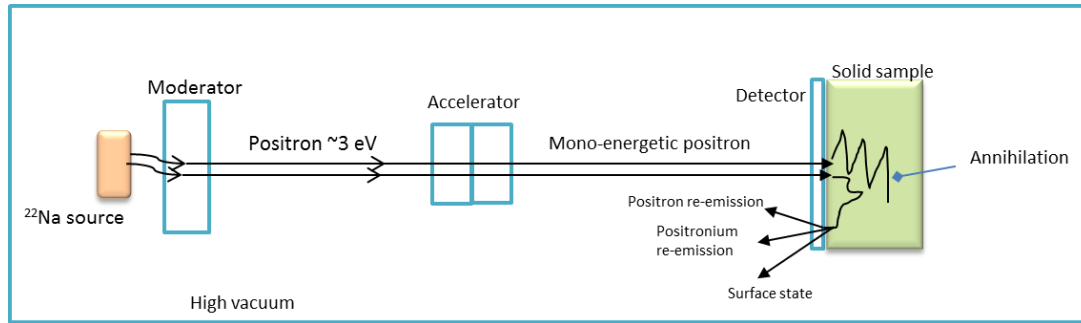 Solid sample
Moderator
Accelerator
Detector
Positron ~3 eV
Mono-energetic positron
Annihilation
²²Na source
Positron re-emission
Positronium
re-emission
Surface state
High vacuum